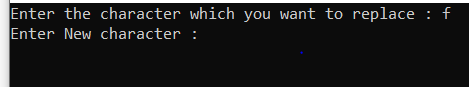 Enter the character which you want to replace : f
Enter New character :